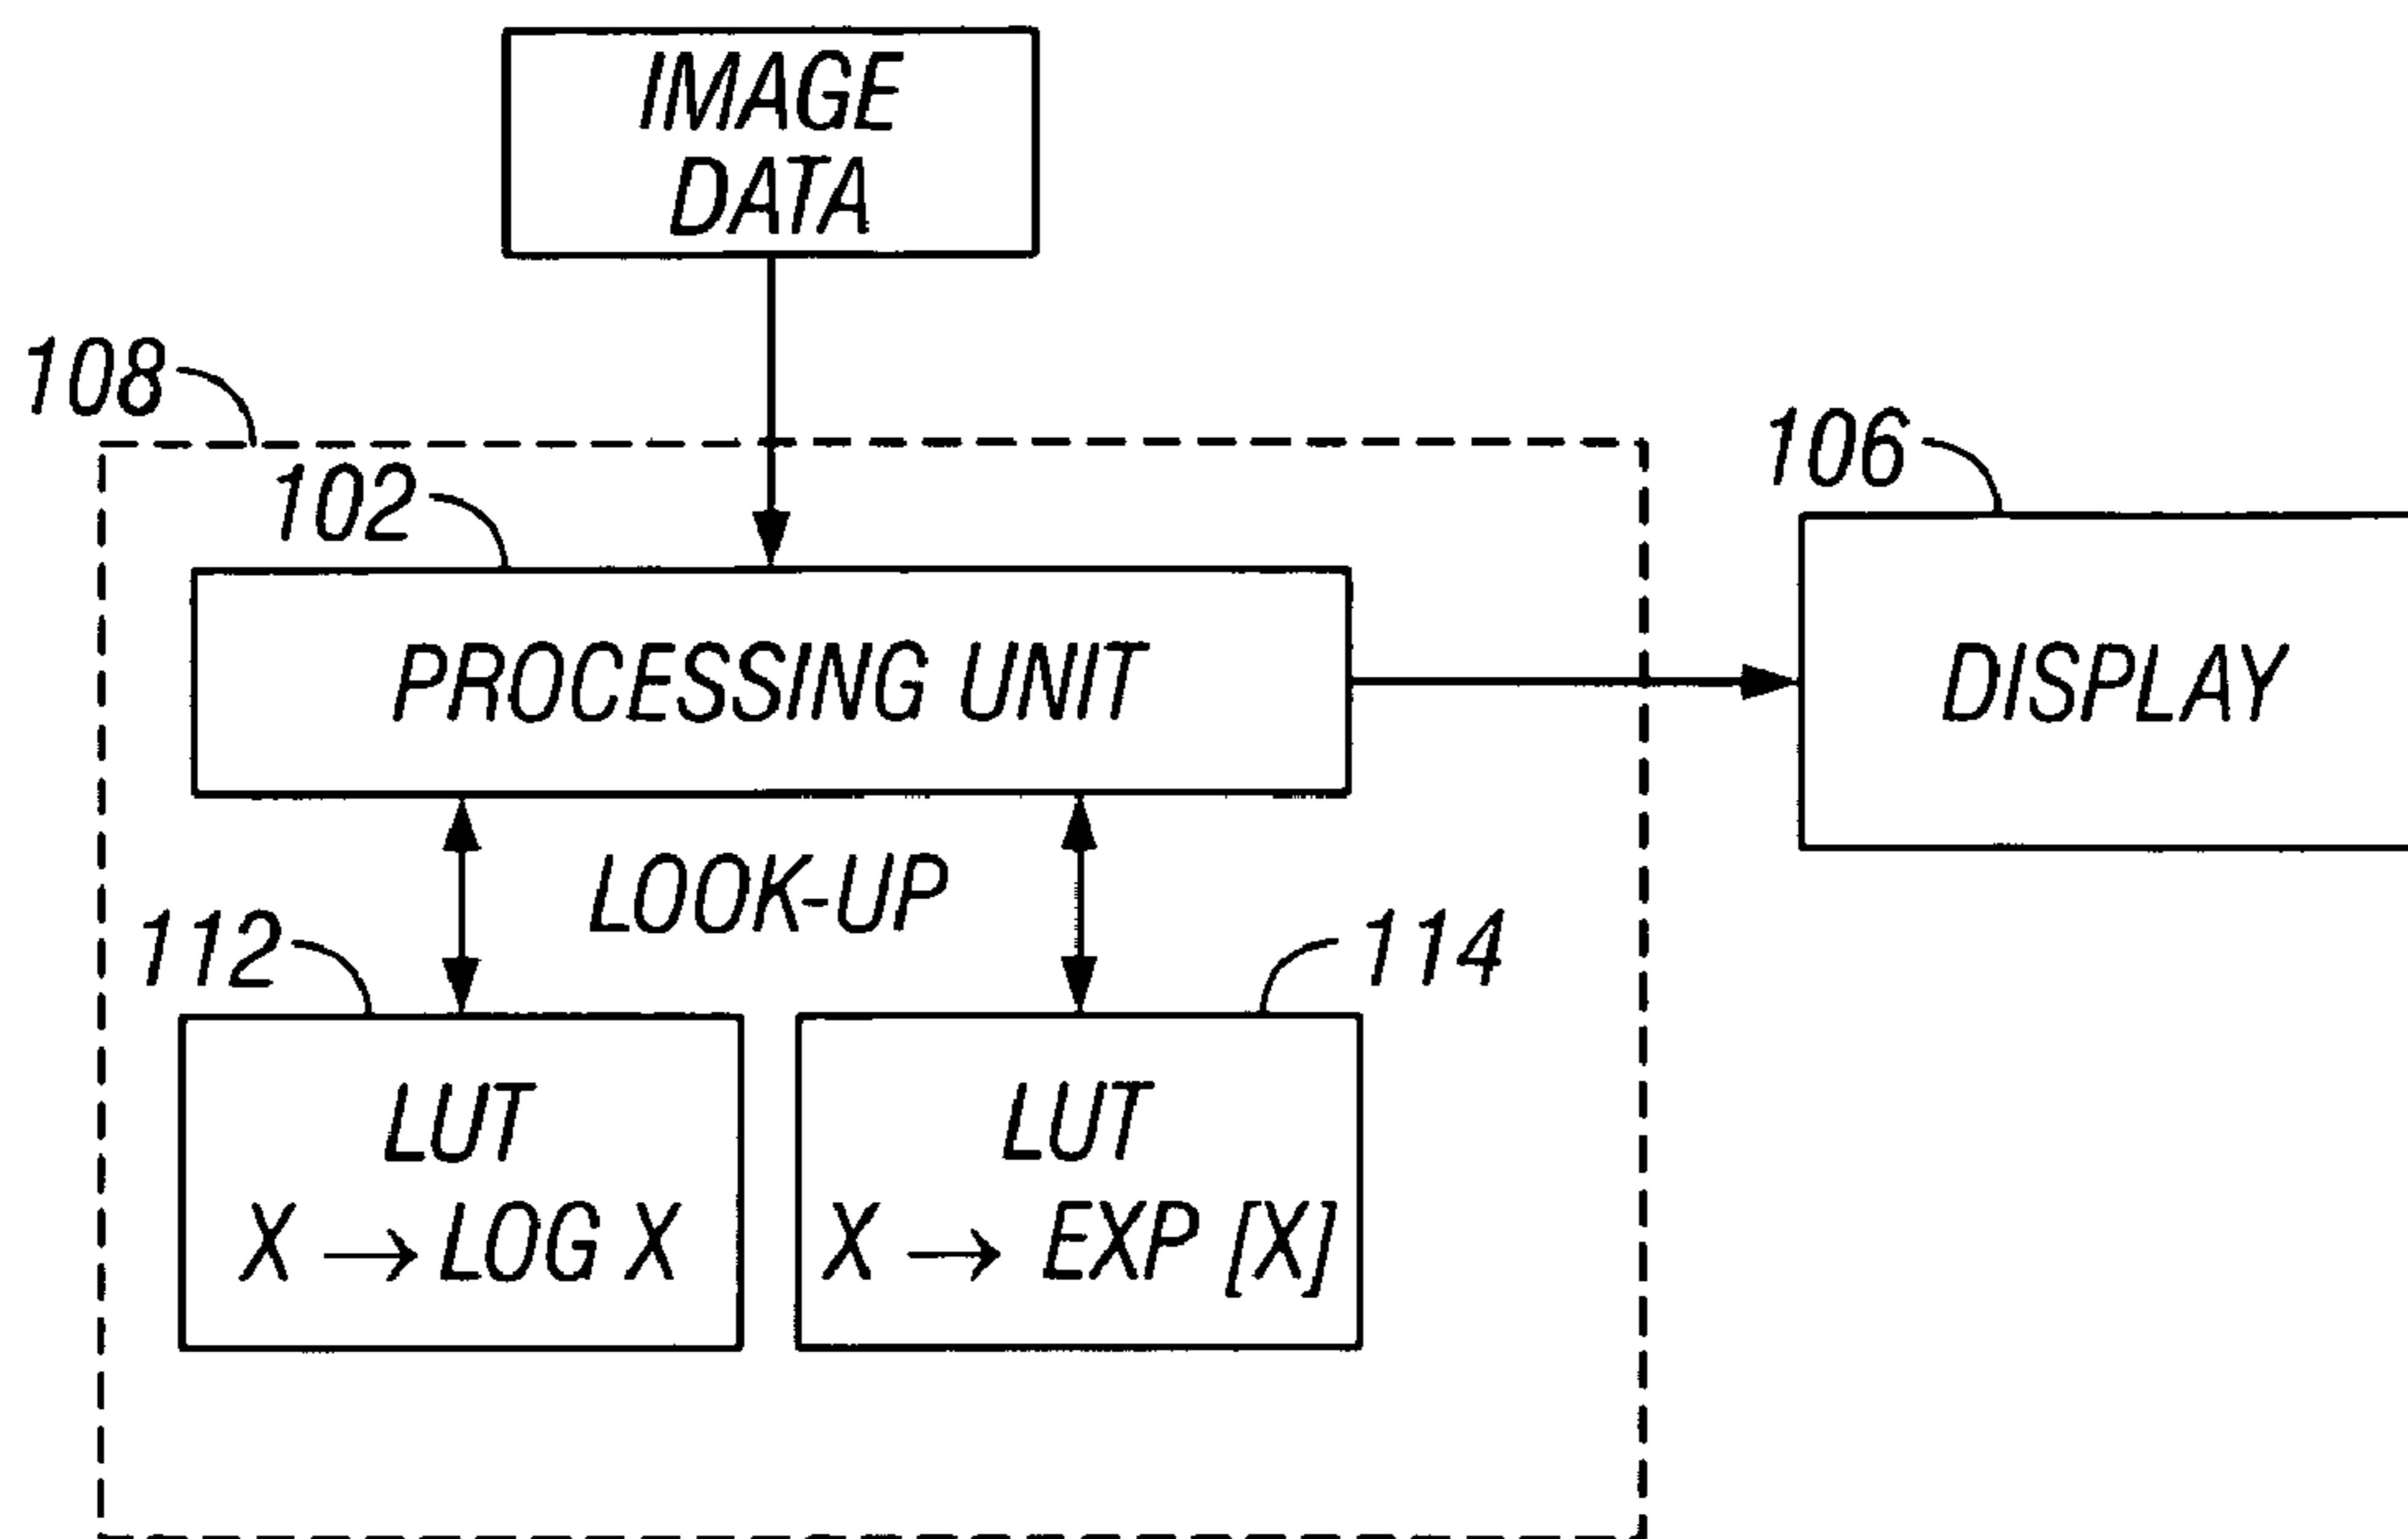 IMAGE
DATA
108
102
106
PROCESSING UNIT
DISPLAY
LOOK-UP
112
114
LUT
X → LOG X
LUT
X → EXP [X]